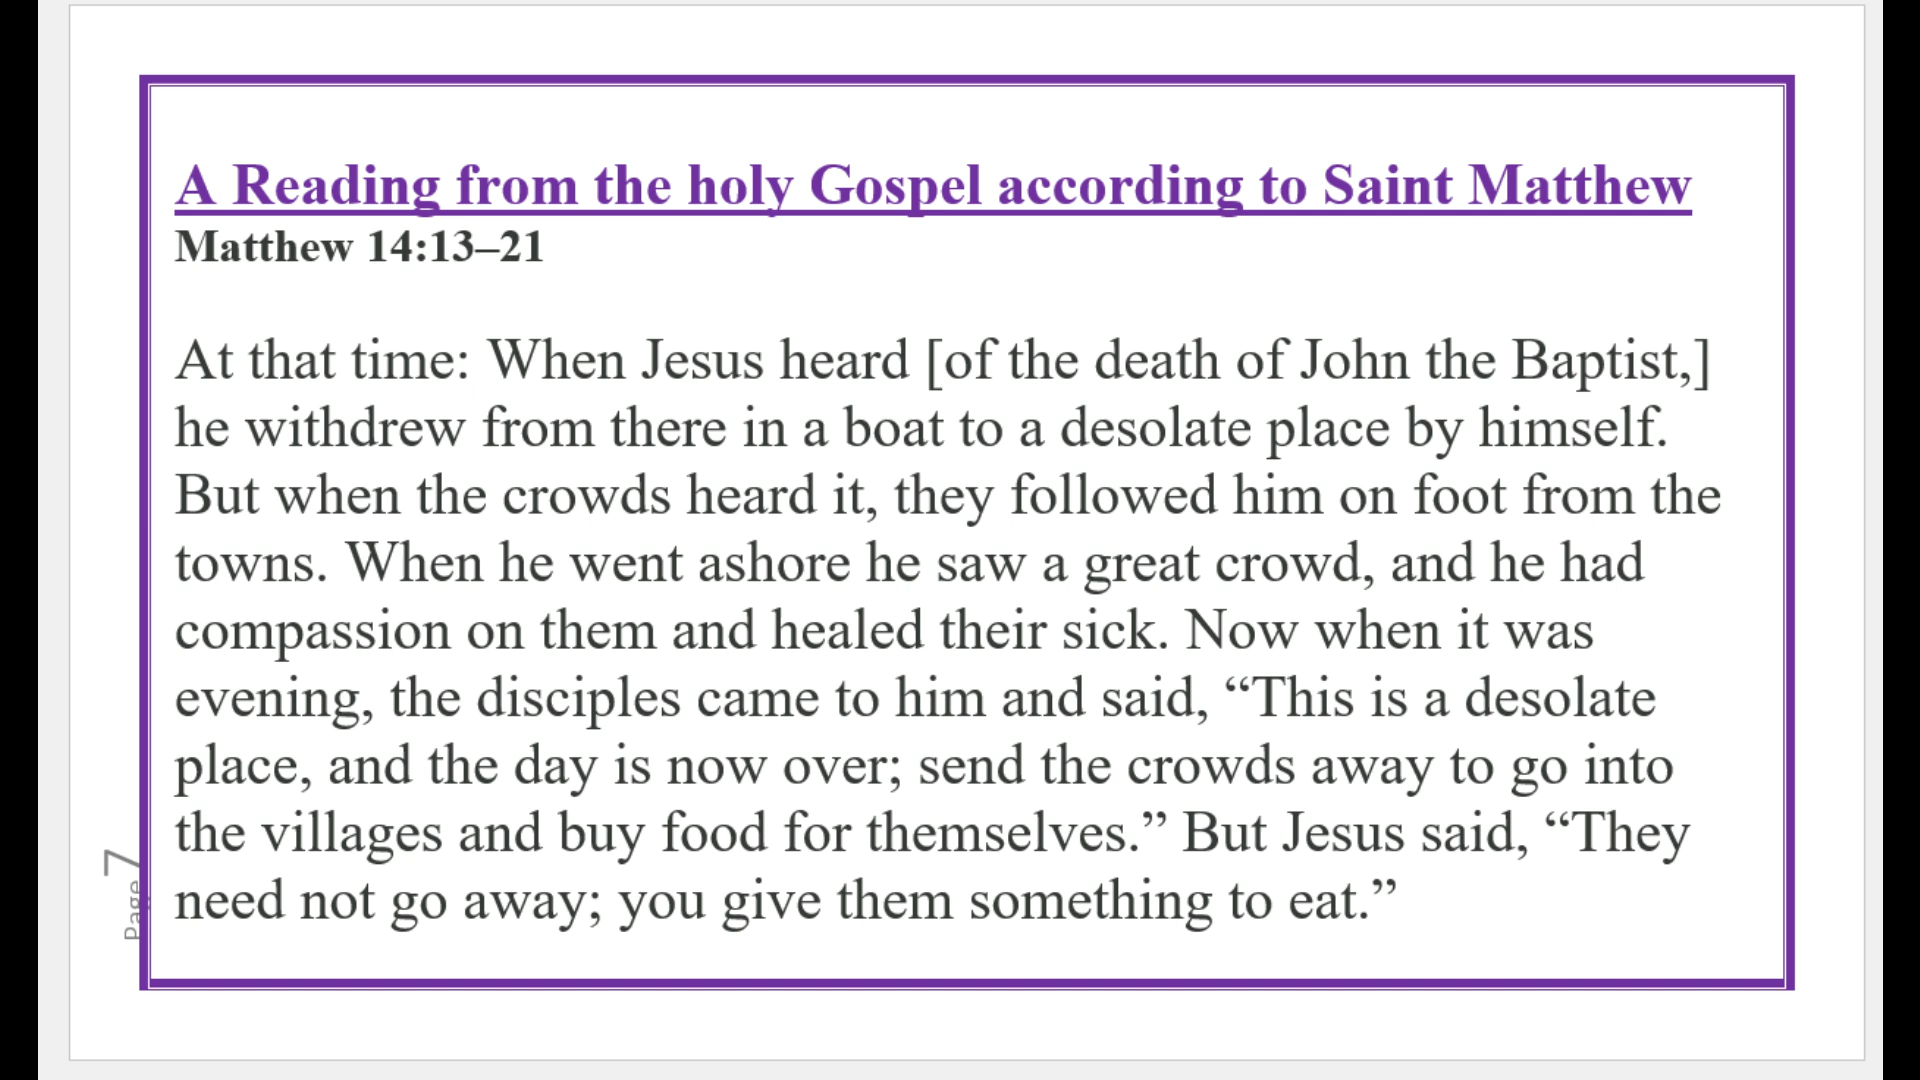 A Reading from the holy Gospel according to Saint Matthew
Matthew 14:13–21
At that time: When Jesus heard [of the death of John the Baptist,]
he withdrew from there in a boat to a desolate place by himself.
But when the crowds heard it, they followed him on foot from the
towns. When he went ashore he saw a great crowd, and he had
compassion on them and healed their sick. Now when it was
evening, the disciples came to him and said, “This is a desolate
place, and the day is now over; send the crowds away to go into
the villages and buy food for themselves.” But Jesus said, “They
need not go away; you give them something to eat.”
Page 7